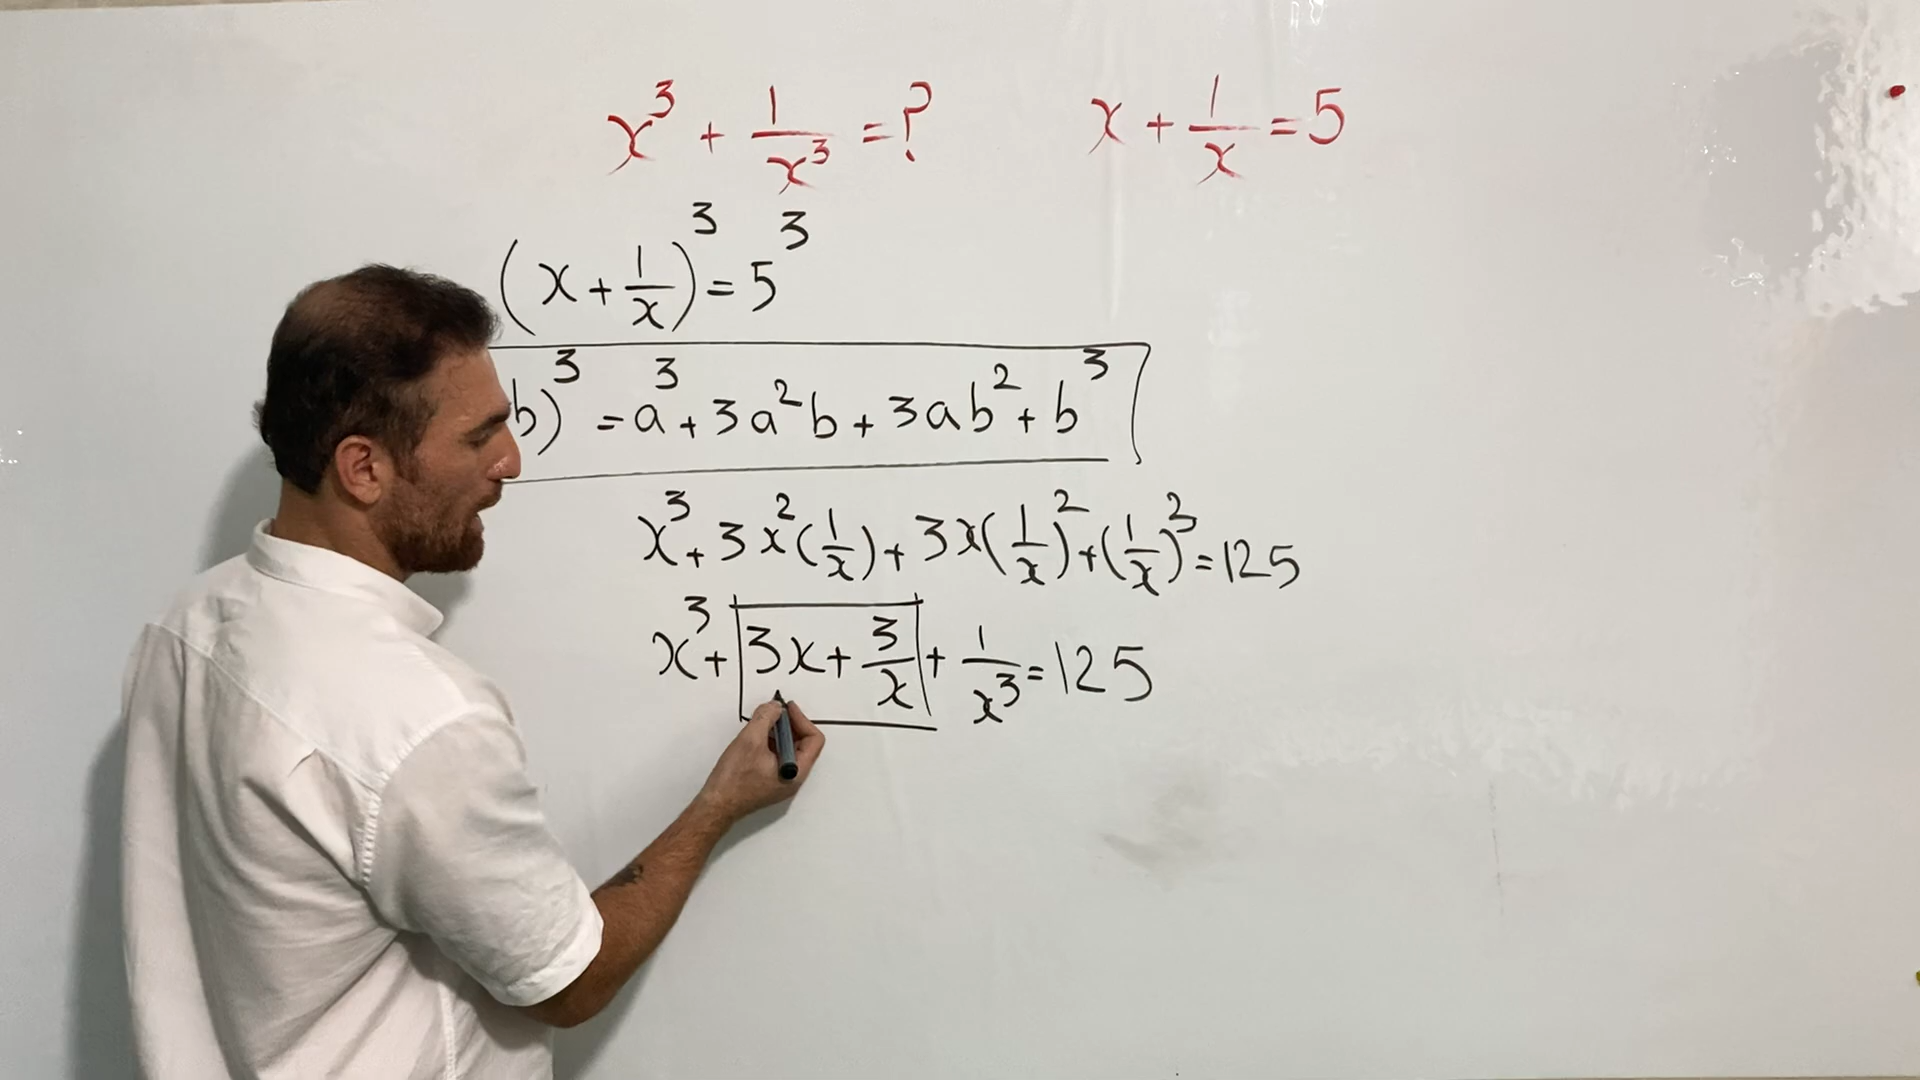 x³ + 1/x³ = ? x + 1/x = 5
(x + 1/x)³ = 5³
b)³ = a³ + 3a²b + 3ab² + b³
x³ + 3x²(1/x) + 3x(1/x)² + (1/x)³ = 125
x³ + 3x + 3/x + 1/x³ = 125